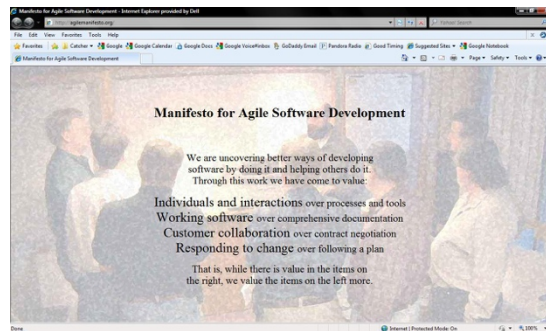 Manifesto for Agile Software Development - Internet Explorer provided by Dell
http://agilemanifesto.org/
File Edit View Favorites Tools Help
Favorites Catcher Google Google Calendar Google Docs Google Voice#inbox GoDaddy Email Pandora Radio Good Timing Suggested Sites Google Notebook
Manifesto for Agile Software Development
Page Safety Tools
Manifesto for Agile Software Development
We are uncovering better ways of developing
software by doing it and helping others do it.
Through this work we have come to value:
Individuals and interactions over processes and tools
Working software over comprehensive documentation
Customer collaboration over contract negotiation
Responding to change over following a plan
That is, while there is value in the items on
the right, we value the items on the left more.
Done Internet | Protected Mode: On 100%